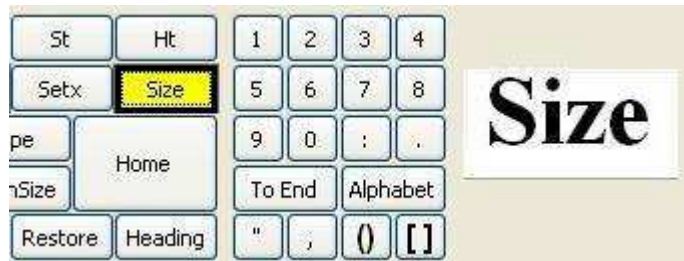 St Ht 1 2 3 4
Setx Size 5 6 7 8 Size
pe Home 9 0 : .
nSize To End Alphabet
Restore Heading " ; () []